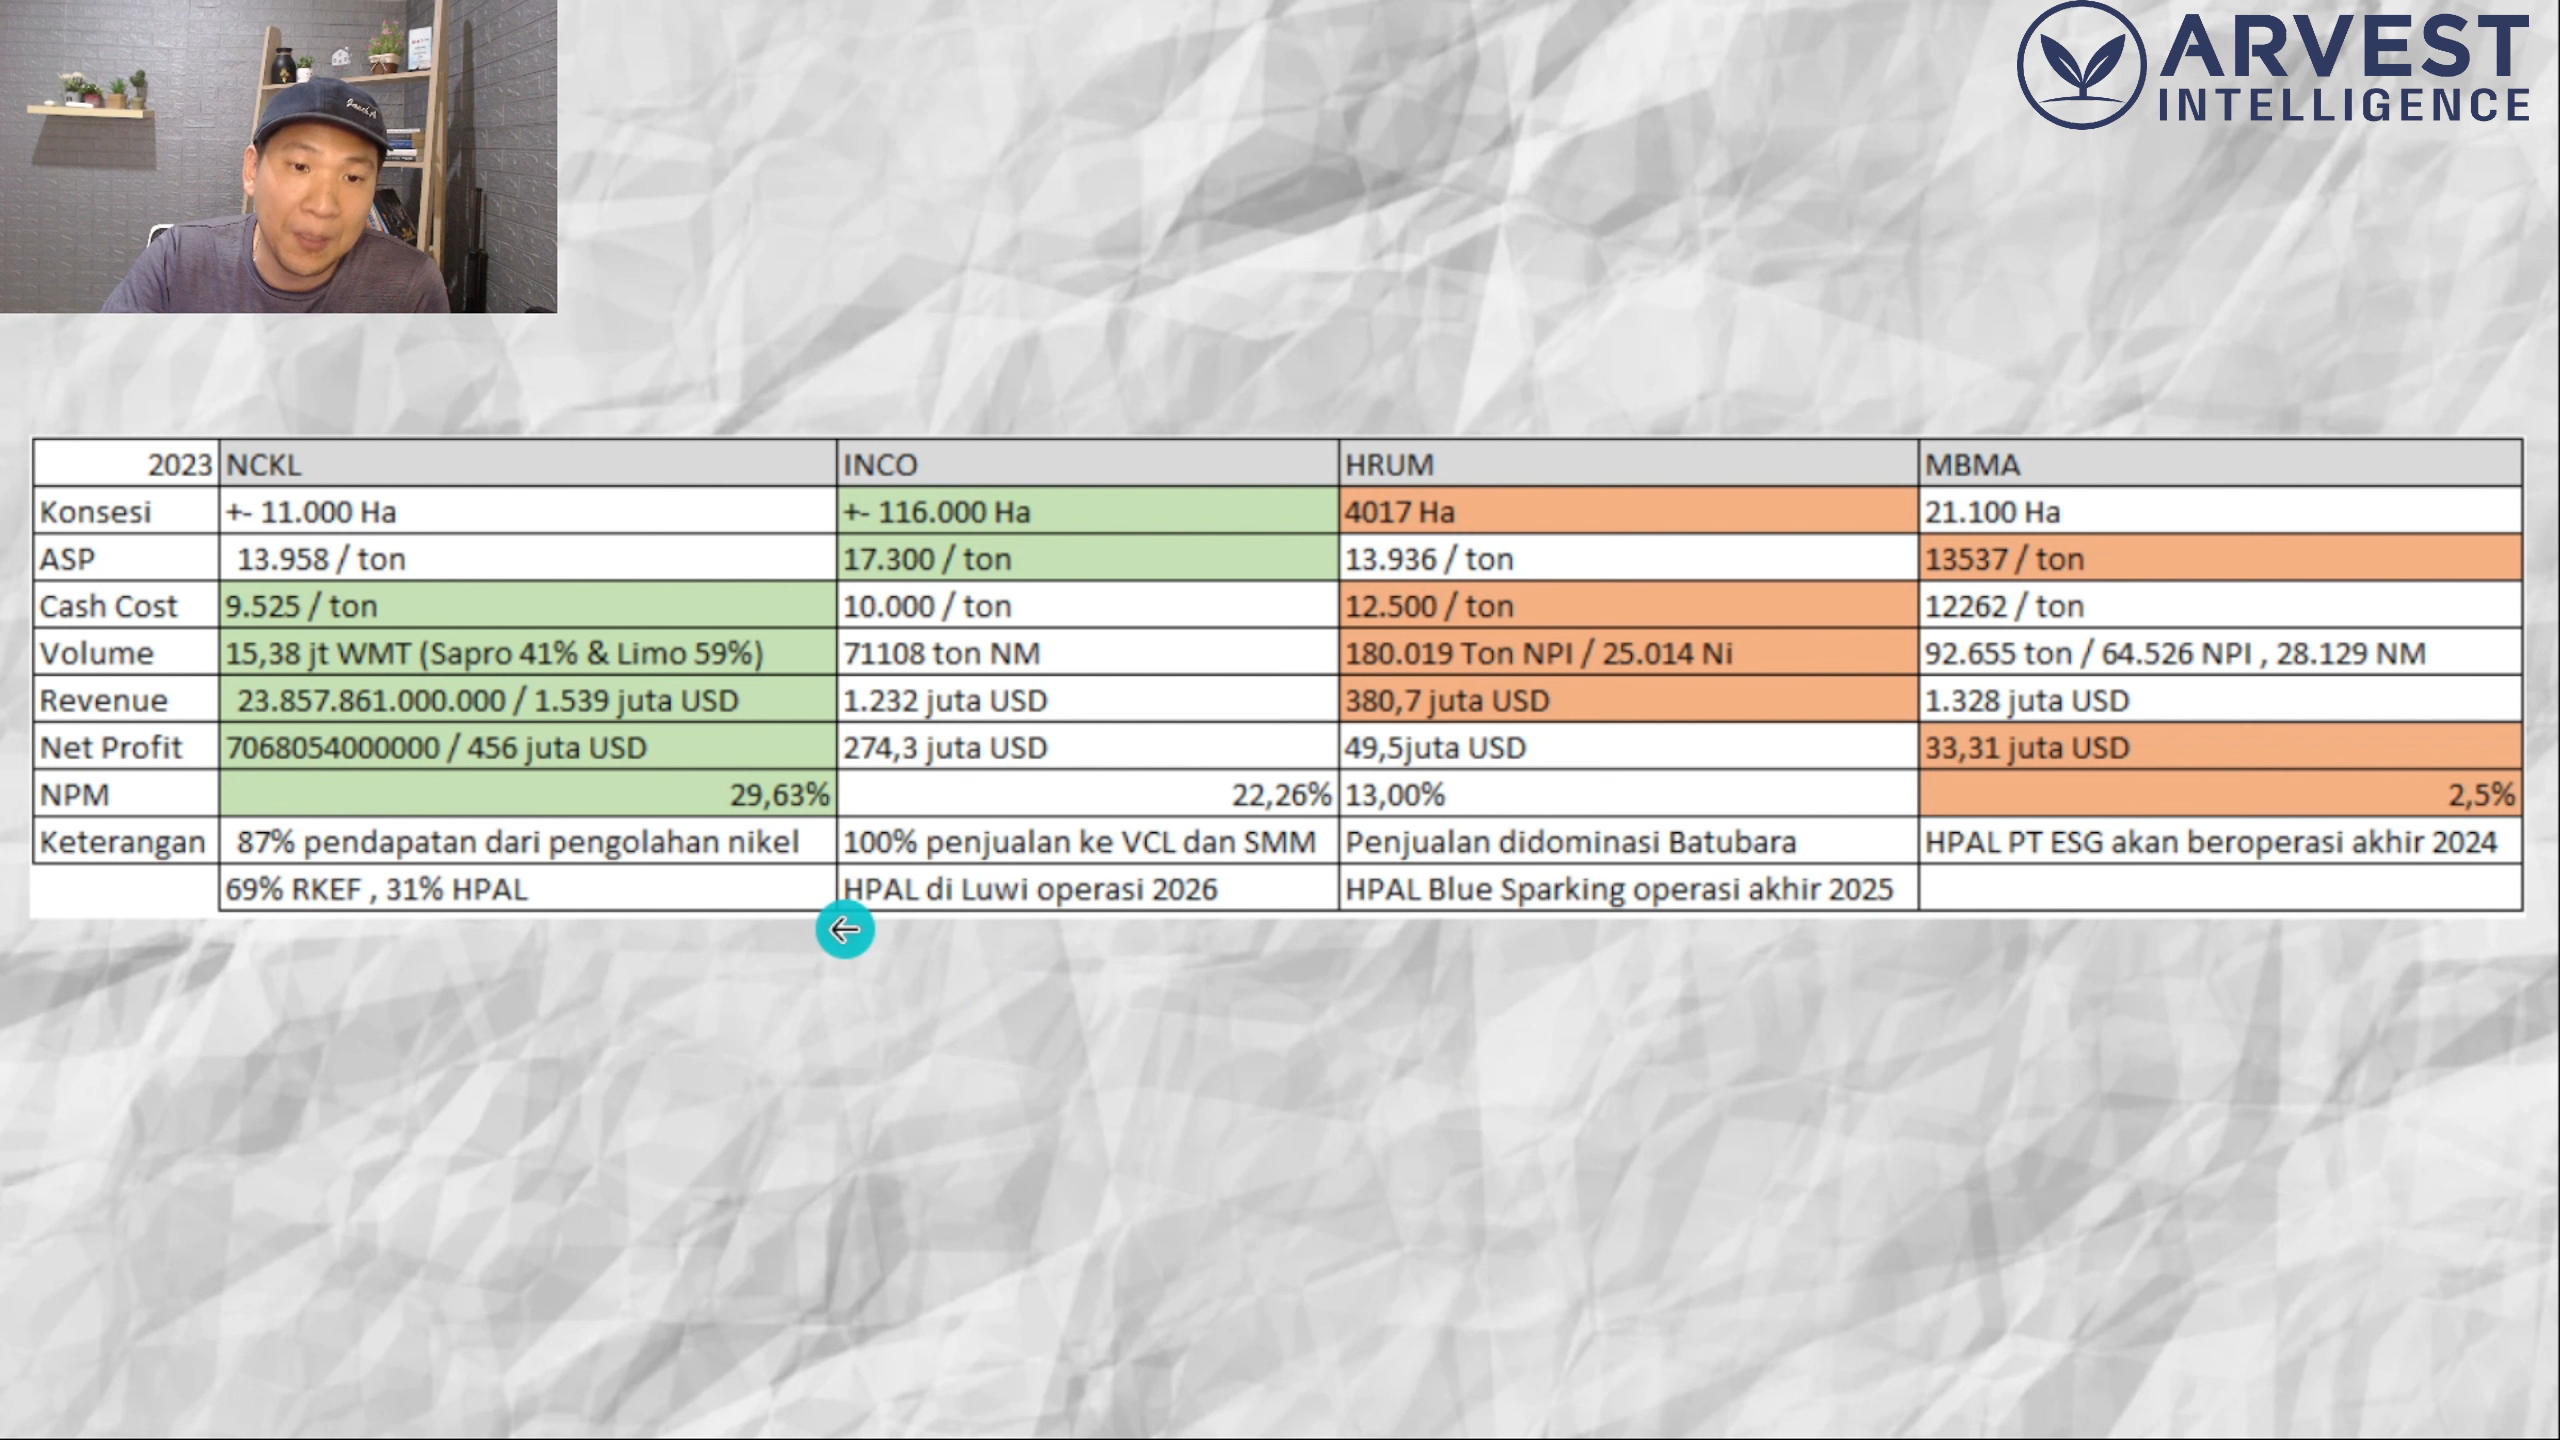 ARVEST
INTELLIGENCE
2023 NCKL INCO HRUM MBMA
Konsesi +- 11.000 Ha +- 116.000 Ha 4017 Ha 21.100 Ha
ASP 13.958 / ton 17.300 / ton 13.936 / ton 13537 / ton
Cash Cost 9.525 / ton 10.000 / ton 12.500 / ton 12262 / ton
Volume 15,38 jt WMT (Sapro 41% & Limo 59%) 71108 ton NM 180.019 Ton NPI / 25.014 Ni 92.655 ton / 64.526 NPI , 28.129 NM
Revenue 23.857.861.000.000 / 1.539 juta USD 1.232 juta USD 380,7 juta USD 1.328 juta USD
Net Profit 7068054000000 / 456 juta USD 274,3 juta USD 49,5juta USD 33,31 juta USD
NPM 29,63% 22,26% 13,00% 2,5%
Keterangan 87% pendapatan dari pengolahan nikel 100% penjualan ke VCL dan SMM Penjualan didominasi Batubara HPAL PT ESG akan beroperasi akhir 2024
69% RKEF , 31% HPAL HPAL di Luwi operasi 2026 HPAL Blue Sparking operasi akhir 2025